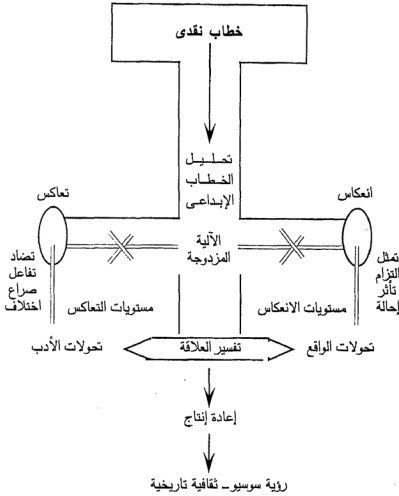 خطاب نقدى
تحليل
الخطاب
الإبداعى
انعكاس
تعاكس
الآلية
المزدوجة
تمثل
التزام
تأثر
إحالة
تضاد
تفاعل
صراع
اختلاف
مستويات الانعكاس
مستويات التعاكس
تحولات الواقع
تفسير العلاقة
تحولات الأدب
إعادة إنتاج
رؤية سوسيو ـ ثقافية تاريخية